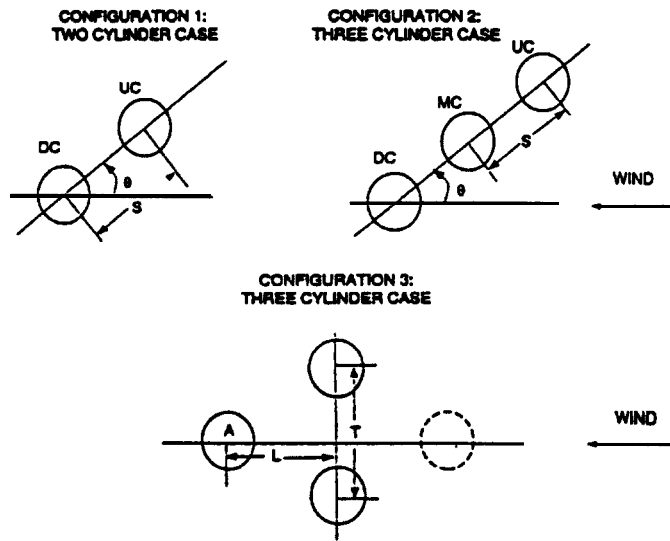 CONFIGURATION 1:
TWO CYLINDER CASE
UC
DC
θ
S
CONFIGURATION 2:
THREE CYLINDER CASE
UC
MC
S
DC
θ
WIND
CONFIGURATION 3:
THREE CYLINDER CASE
A
T
L
WIND